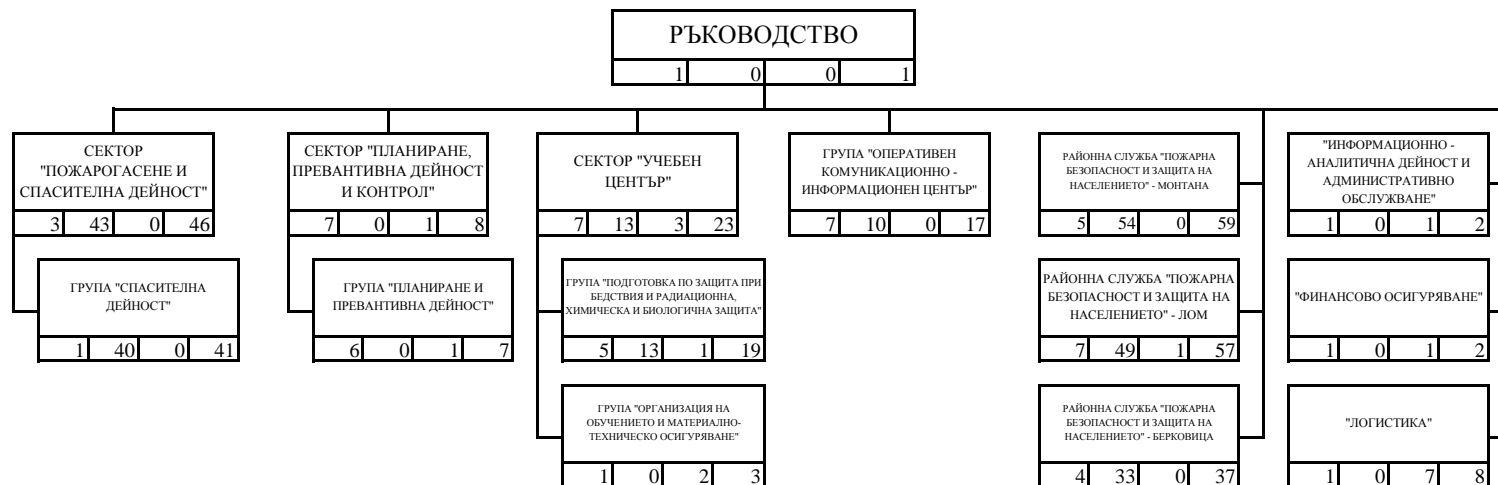 РЪКОВОДСТВО
1 0 0 1
СЕКТОР
"ПОЖАРОГАСЕНЕ И
СПАСИТЕЛНА ДЕЙНОСТ"
3 43 0 46
СЕКТОР "ПЛАНИРАНЕ,
ПРЕВАНТИВНА ДЕЙНОСТ
И КОНТРОЛ"
7 0 1 8
СЕКТОР "УЧЕБЕН
ЦЕНТЪР"
7 13 3 23
ГРУПА "ОПЕРАТИВЕН
КОМУНИКАЦИОННО -
ИНФОРМАЦИОНЕН ЦЕНТЪР"
7 10 0 17
РАЙОННА СЛУЖБА "ПОЖАРНА
БЕЗОПАСНОСТ И ЗАЩИТА НА
НАСЕЛЕНИЕТО" - МОНТАНА
5 54 0 59
"ИНФОРМАЦИОННО -
АНАЛИТИЧНА ДЕЙНОСТ И
АДМИНИСТРАТИВНО
ОБСЛУЖВАНЕ"
1 0 1 2
ГРУПА "СПАСИТЕЛНА
ДЕЙНОСТ"
1 40 0 41
ГРУПА "ПЛАНИРАНЕ И
ПРЕВАНТИВНА ДЕЙНОСТ"
6 0 1 7
ГРУПА "ПОДГОТОВКА ПО ЗАЩИТА ПРИ
БЕДСТВИЯ И РАДИАЦИОННА,
ХИМИЧЕСКА И БИОЛОГИЧНА ЗАЩИТА"
5 13 1 19
РАЙОННА СЛУЖБА "ПОЖАРНА
БЕЗОПАСНОСТ И ЗАЩИТА НА
НАСЕЛЕНИЕТО" - ЛОМ
7 49 1 57
"ФИНАНСОВО ОСИГУРЯВАНЕ"
1 0 1 2
ГРУПА "ОРГАНИЗАЦИЯ НА
ОБУЧЕНИЕТО И МАТЕРИАЛНО-
ТЕХНИЧЕСКО ОСИГУРЯВАНЕ"
1 0 2 3
РАЙОННА СЛУЖБА "ПОЖАРНА
БЕЗОПАСНОСТ И ЗАЩИТА НА
НАСЕЛЕНИЕТО" - БЕРКОВИЦА
4 33 0 37
"ЛОГИСТИКА"
1 0 7 8